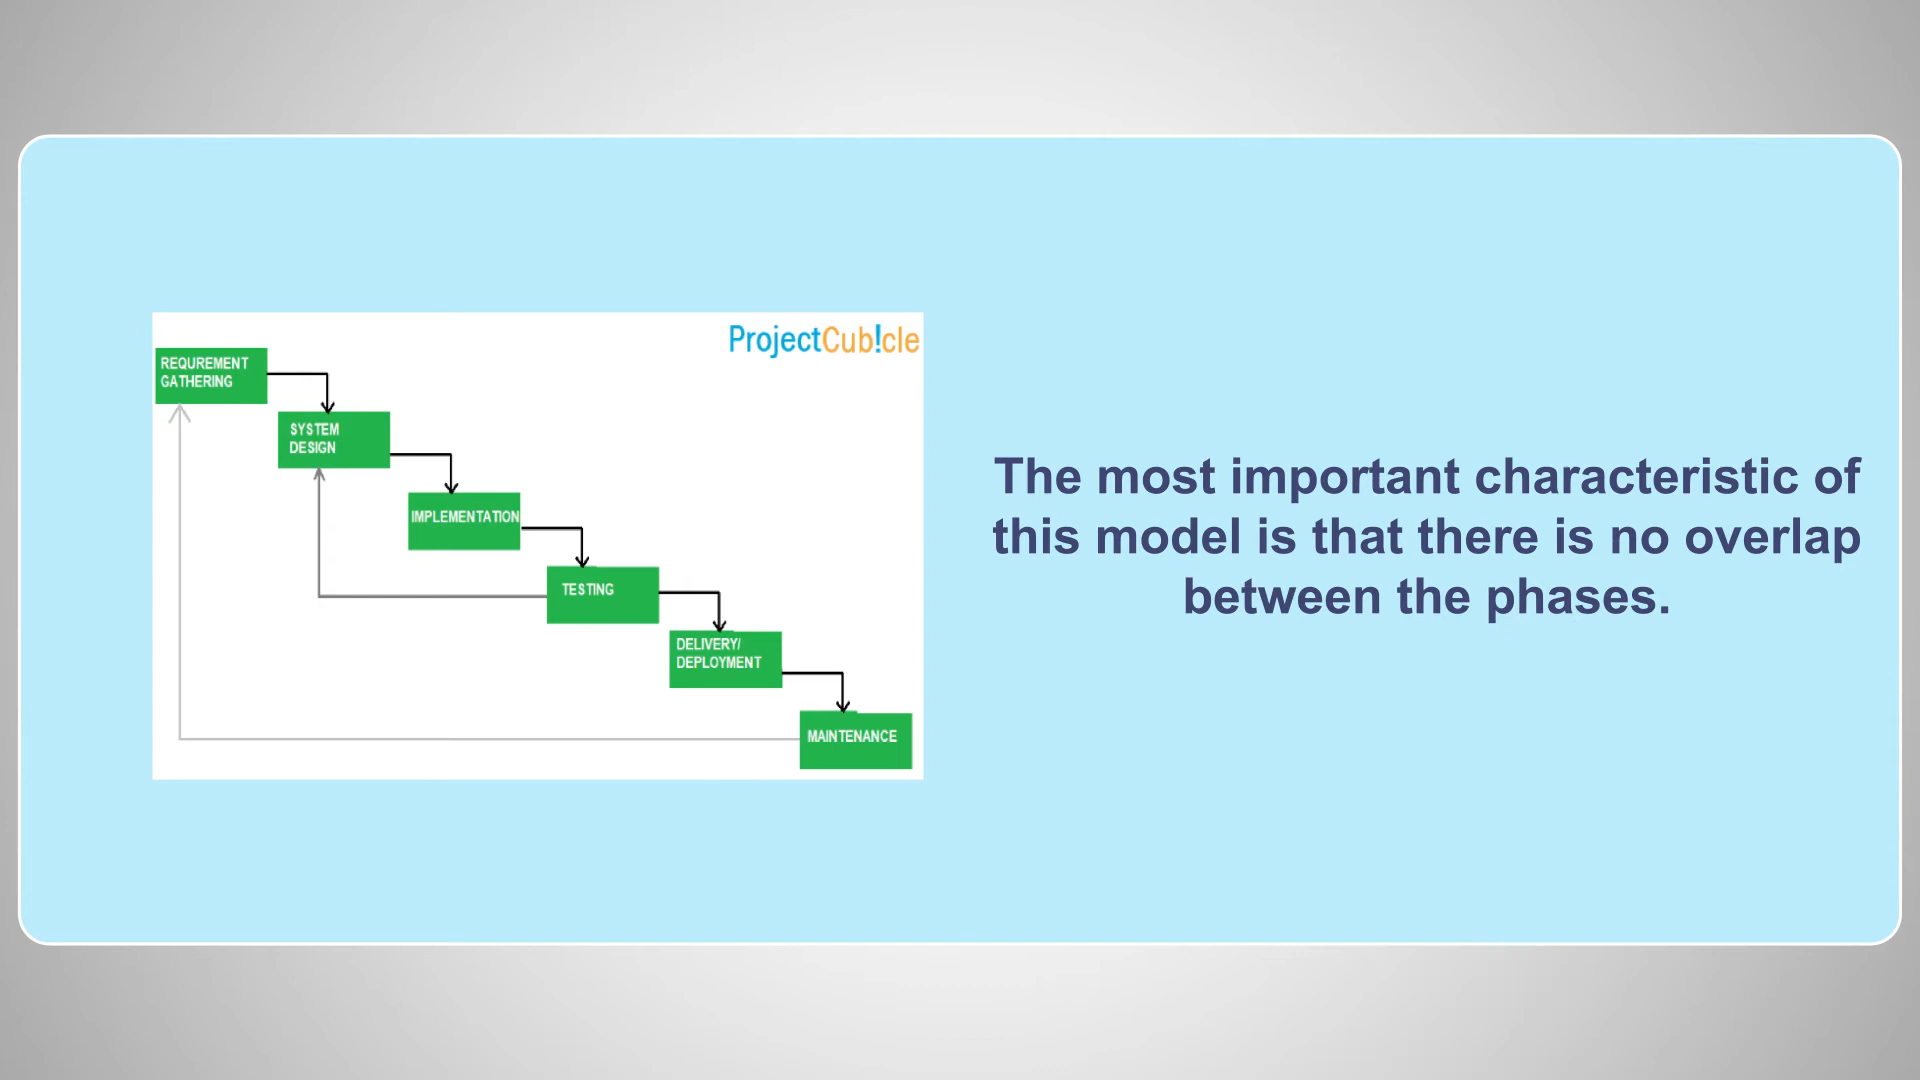 ProjectCub!cle
REQUREMENT
GATHERING
SYSTEM
DESIGN
IMPLEMENTATION
TESTING
DELIVERY/
DEPLOYMENT
MAINTENANCE
The most important characteristic of
this model is that there is no overlap
between the phases.